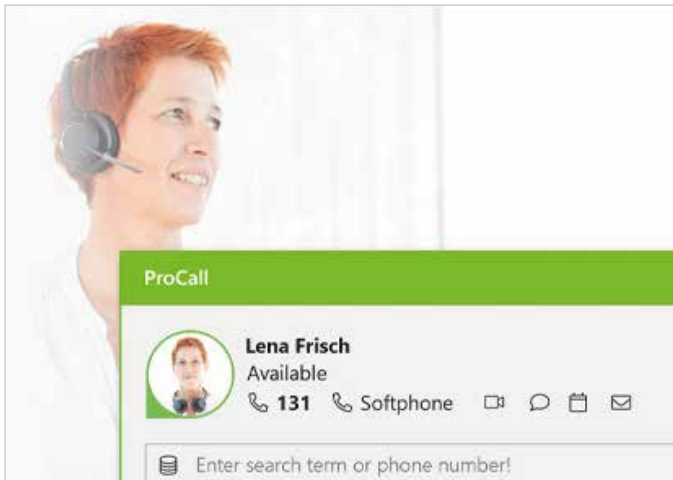 ProCall
Lena Frisch
Available
131 Softphone
Enter search term or phone number!